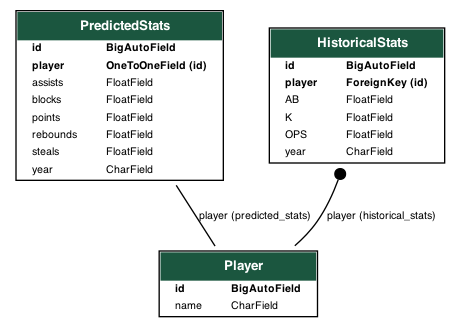 PredictedStats
id BigAutoField
player OneToOneField (id)
assists FloatField
blocks FloatField
points FloatField
rebounds FloatField
steals FloatField
year CharField
HistoricalStats
id BigAutoField
player ForeignKey (id)
AB FloatField
K FloatField
OPS FloatField
year CharField
player (predicted_stats)
player (historical_stats)
Player
id BigAutoField
name CharField